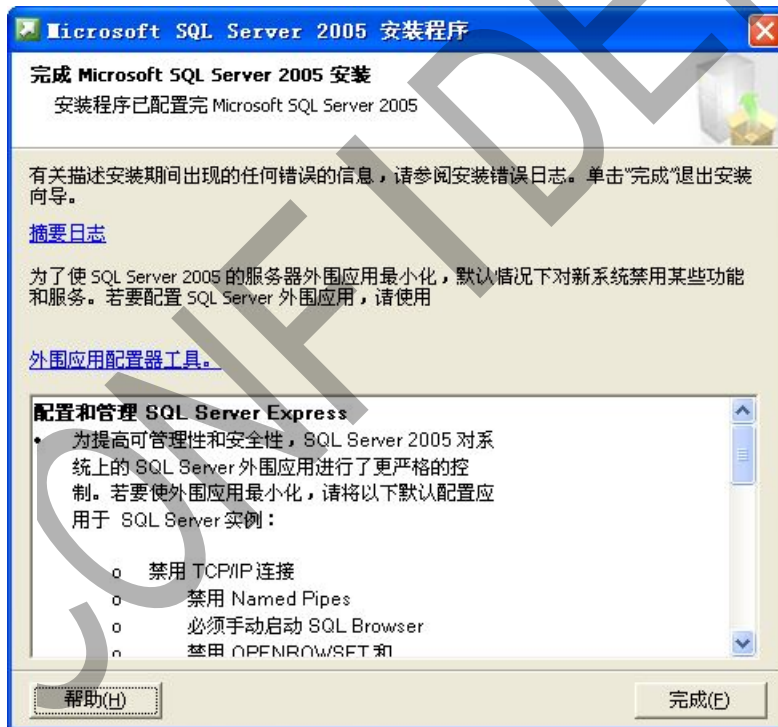 Microsoft SQL Server 2005 安装程序
完成 Microsoft SQL Server 2005 安装
安装程序已配置完 Microsoft SQL Server 2005
有关描述安装期间出现的任何错误的信息，请参阅安装错误日志。单击"完成"退出安装
向导。
摘要日志
为了使 SQL Server 2005 的服务器外围应用最小化，默认情况下对新系统禁用某些功能
和服务。若要配置 SQL Server 外围应用，请使用
外围应用配置器工具。
配置和管理 SQL Server Express
• 为提高可管理性和安全性，SQL Server 2005 对系
统上的 SQL Server 外围应用进行了更严格的控
制。若要使外围应用最小化，请将以下默认配置应
用于 SQL Server 实例：
o 禁用 TCP/IP 连接
o 禁用 Named Pipes
o 必须手动启动 SQL Browser
o 禁用 OPENROWSET 和
帮助(H) 完成(F)
CONFIDE